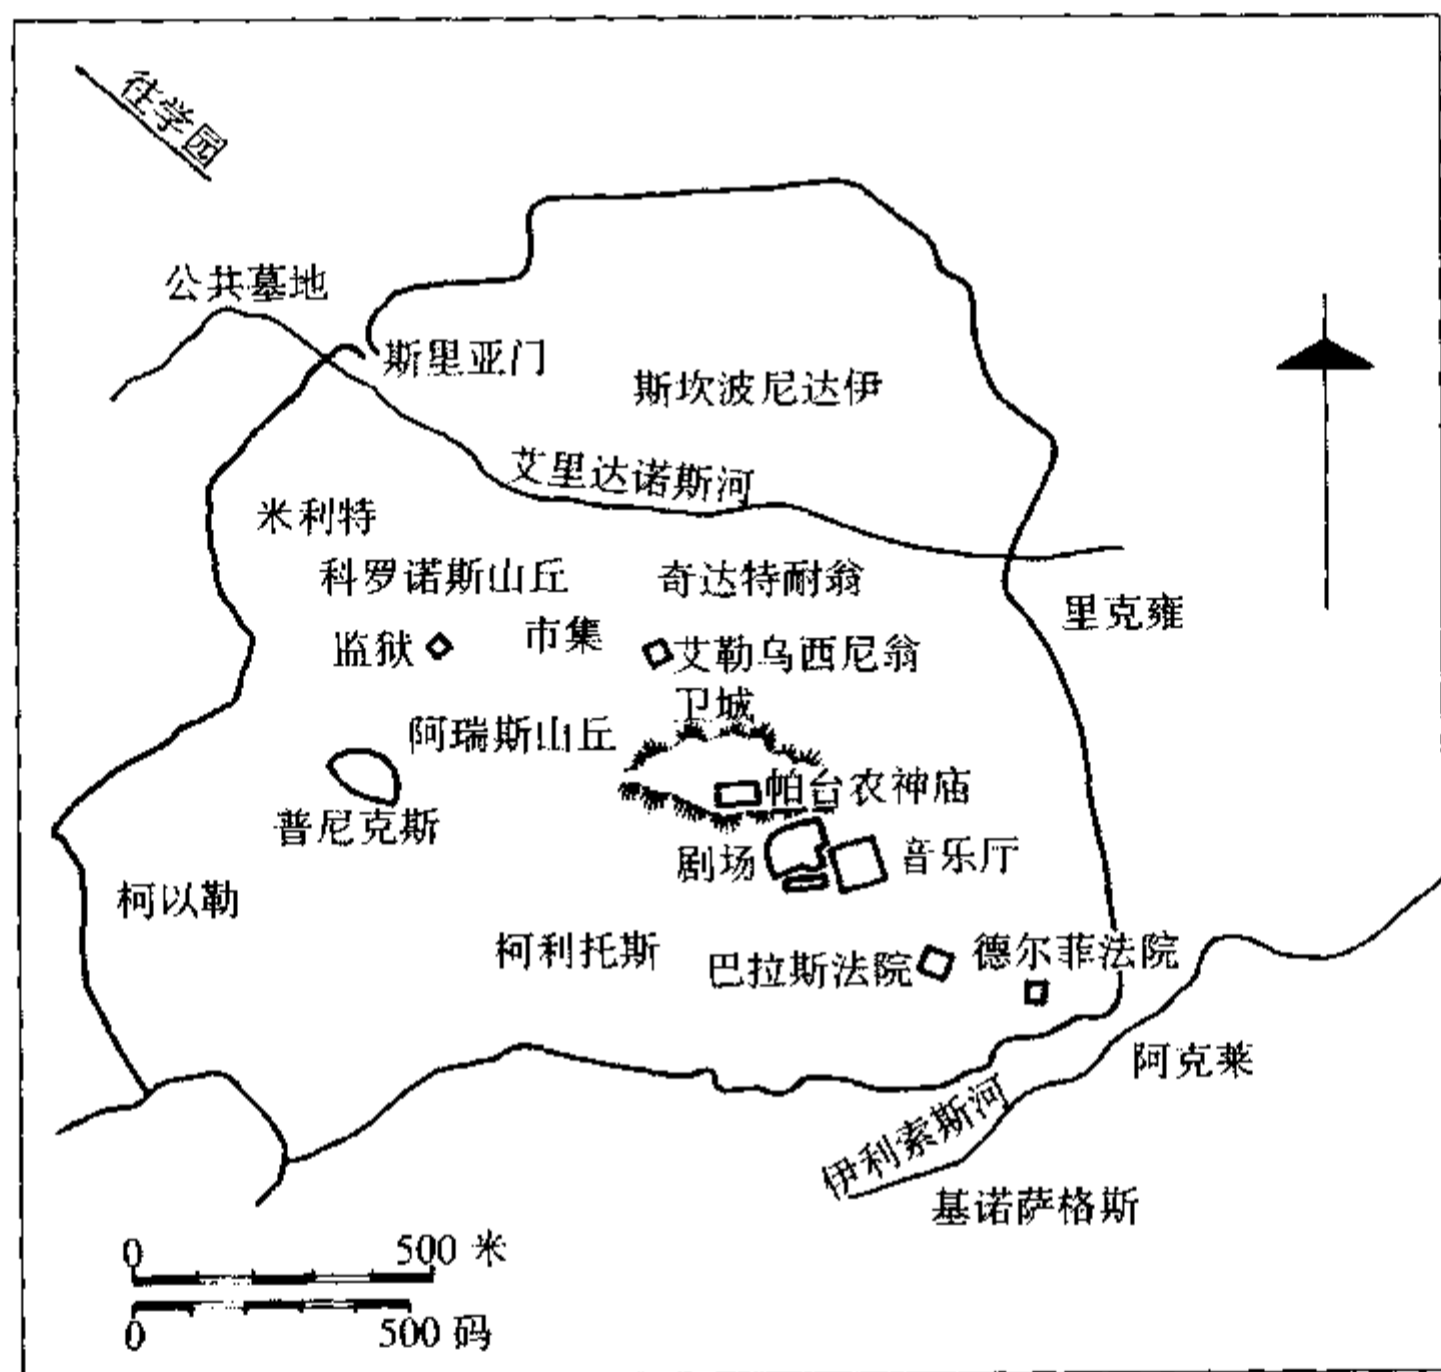 往学园
公共墓地
斯里亚门
斯坎波尼达伊
艾里达诺斯河
米利特
科罗诺斯山丘
奇达特耐翁
里克雍
监狱
市集
艾勒乌西尼翁
卫城
阿瑞斯山丘
帕台农神庙
普尼克斯
剧场
音乐厅
柯以勒
柯利托斯
巴拉斯法院
德尔菲法院
阿克莱
伊利索斯河
基诺萨格斯
0 500 米
0 500 码